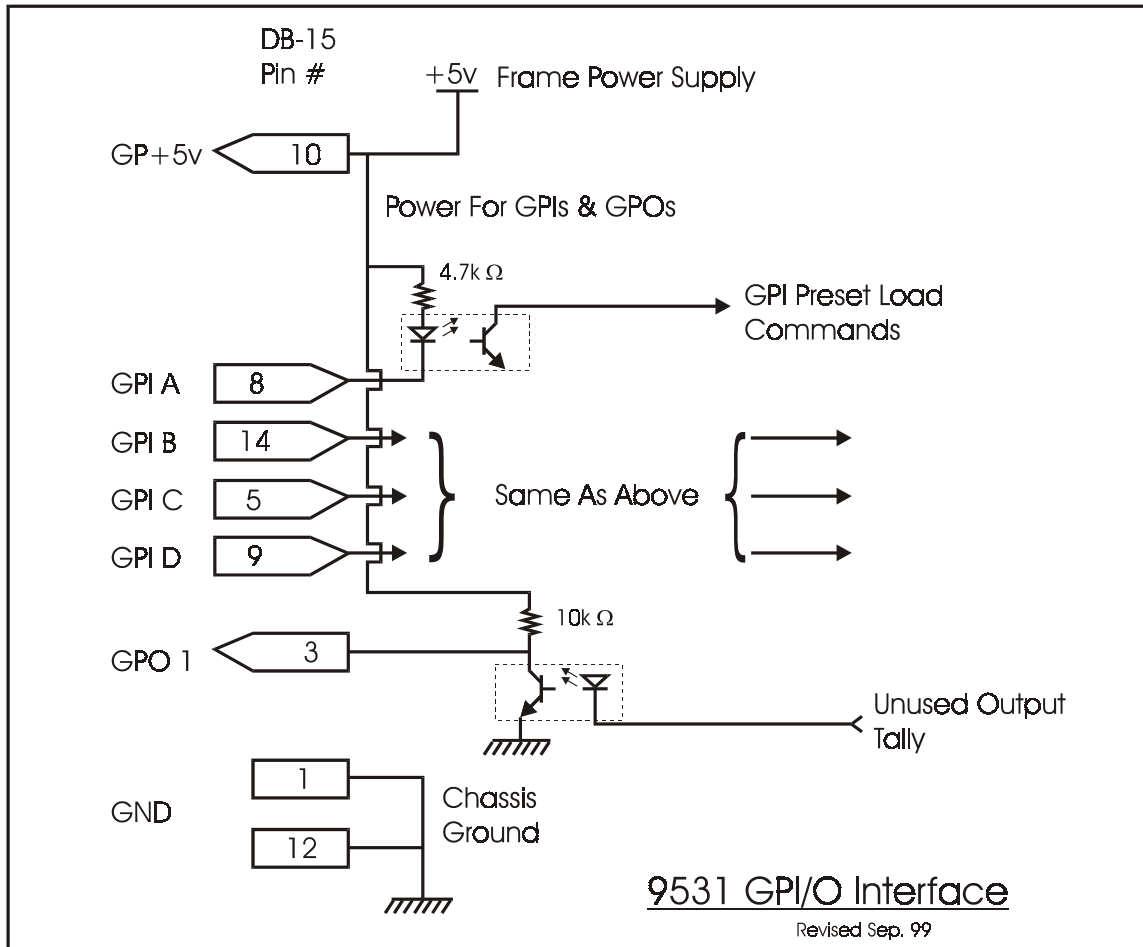 DB-15
Pin #
+5v
Frame Power Supply
GP+5v
10
Power For GPIs & GPOs
4.7k Ω
GPI Preset Load
Commands
GPI A
8
GPI B
14
GPI C
5
Same As Above
GPI D
9
10k Ω
GPO 1
3
Unused Output
Tally
1
GND
Chassis
Ground
12
9531 GPI/O Interface
Revised Sep. 99